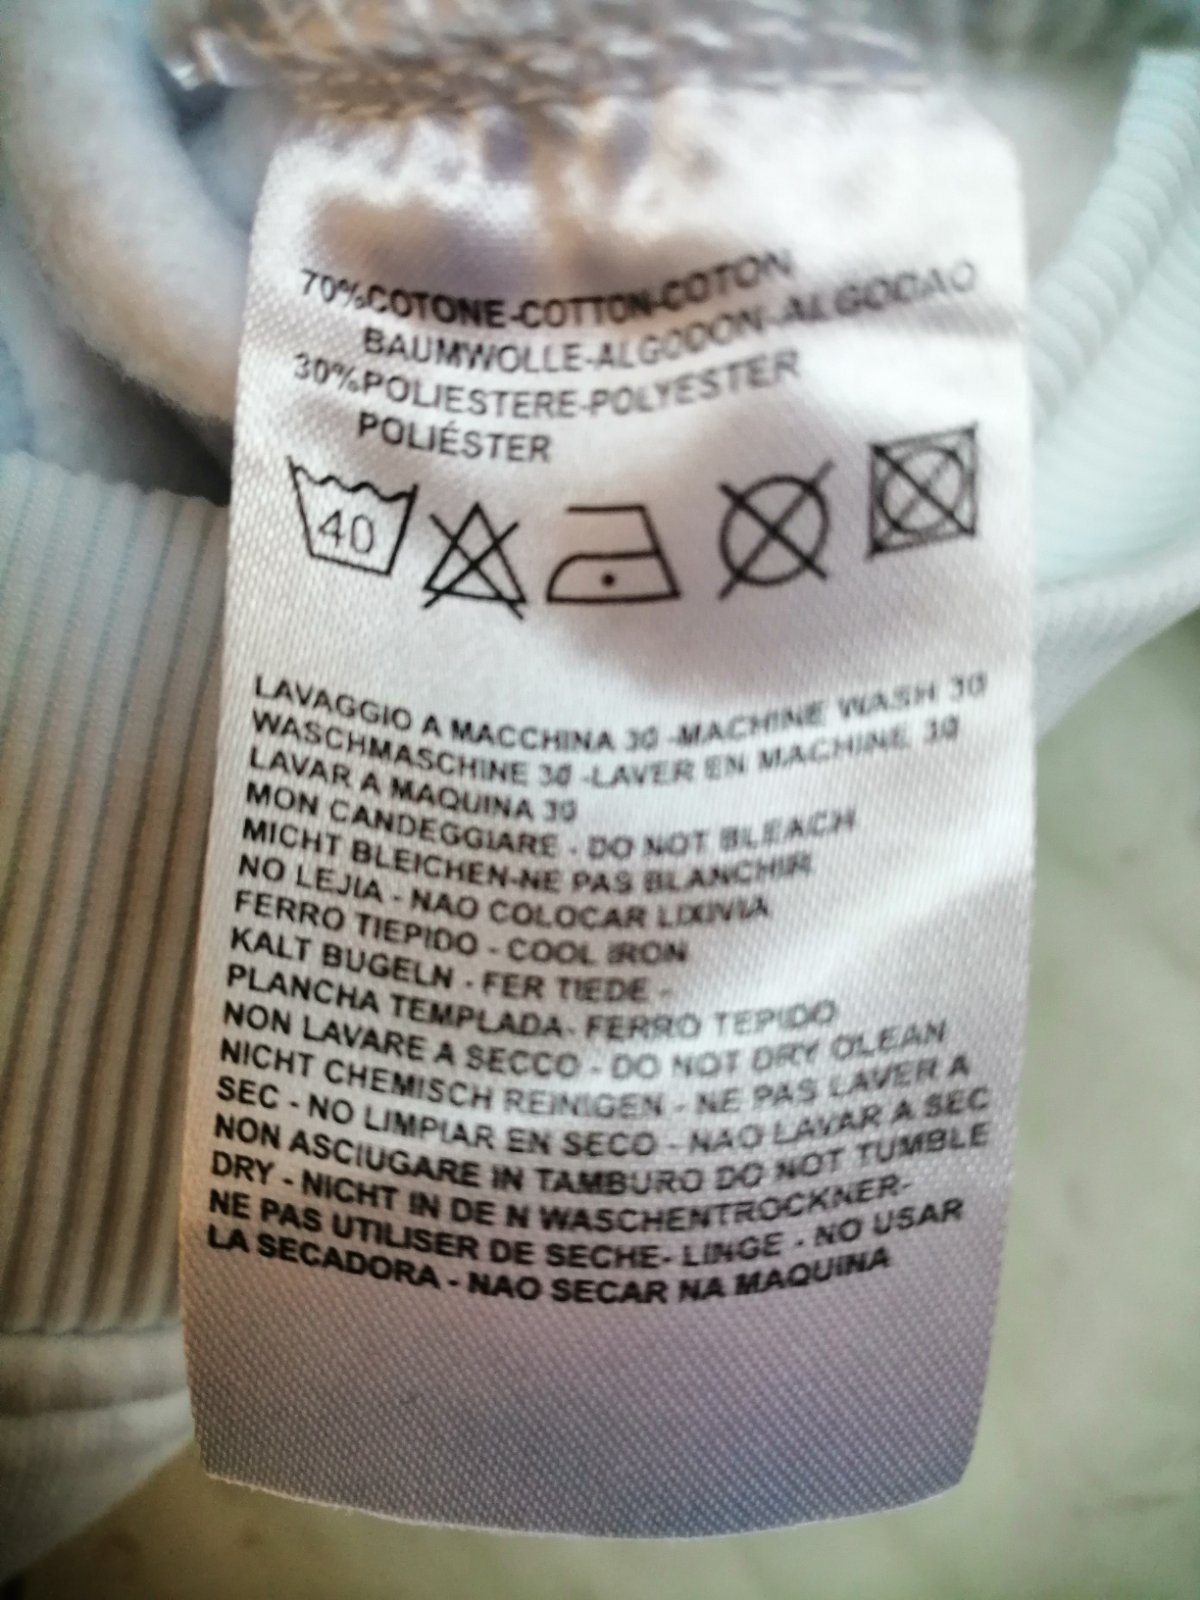 70%COTONE-COTTON-COTON
BAUMWOLLE-ALGODON-ALGODAO
30%POLIESTERE-POLYESTER
POLIÉSTER
40
LAVAGGIO A MACCHINA 30 -MACHINE WASH 30
WASCHMASCHINE 30 -LAVER EN MACHINE 30
LAVAR A MAQUINA 30
MON CANDEGGIARE - DO NOT BLEACH
MICHT BLEICHEN-NE PAS BLANCHIR
NO LEJIA - NAO COLOCAR LIXIVIA
FERRO TIEPIDO - COOL IRON
KALT BUGELN - FER TIEDE -
PLANCHA TEMPLADA- FERRO TEPIDO
NON LAVARE A SECCO - DO NOT DRY CLEAN
NICHT CHEMISCH REINIGEN - NE PAS LAVER A
SEC - NO LIMPIAR EN SECO - NAO LAVAR A SEC
NON ASCIUGARE IN TAMBURO DO NOT TUMBLE
DRY - NICHT IN DE N WASCHENTROCKNER-
NE PAS UTILISER DE SECHE- LINGE - NO USAR
LA SECADORA - NAO SECAR NA MAQUINA